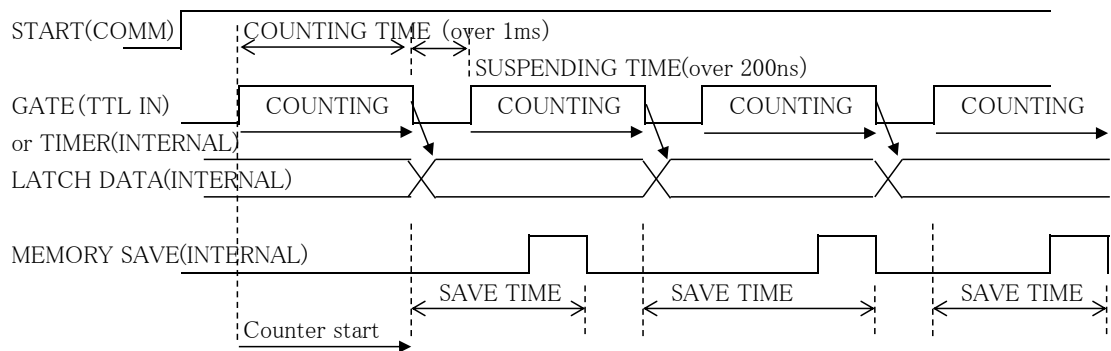 START(COMM)
COUNTING TIME (over 1ms)
SUSPENDING TIME(over 200ns)
GATE(TTL IN)
COUNTING COUNTING COUNTING COUNTING
or TIMER(INTERNAL)
LATCH DATA(INTERNAL)
MEMORY SAVE(INTERNAL)
SAVE TIME SAVE TIME SAVE TIME
Counter start